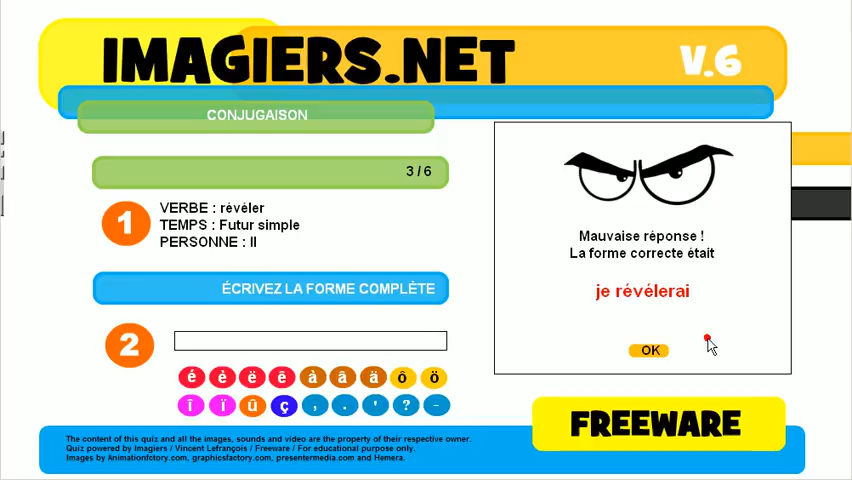 IMAGIERS.NET
V.6
CONJUGAISON
3 / 6
1
VERBE : révéler
TEMPS : Futur simple
PERSONNE : II
ÉCRIVEZ LA FORME COMPLÈTE
2
é è ë ê à â ä ô ö
î ï û ç , . ' ? -
Mauvaise réponse !
La forme correcte était
je révélerai
OK
FREEWARE
The content of this quiz and all the images, sounds and video are the property of their respective owner.
Quiz powered by Imagiers / Vincent Lefrançois / Freeware / For educational purpose only.
Images by Animationfctory.com, graphicsfactory.com, presentermedia.com and Hemera.